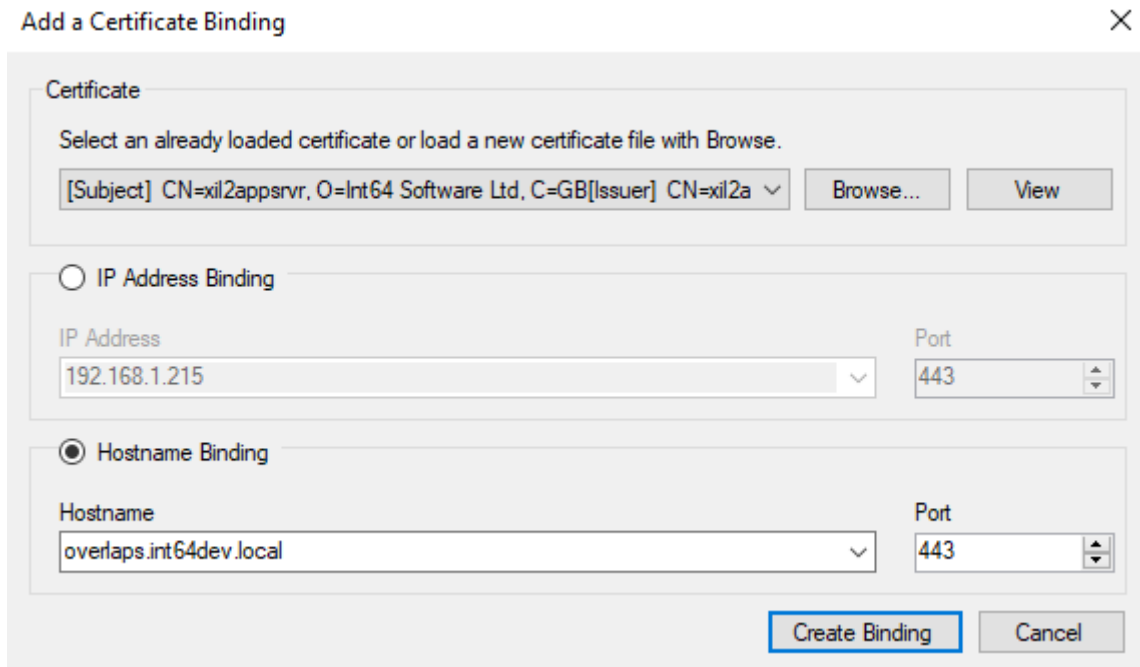 Add a Certificate Binding
Certificate
Select an already loaded certificate or load a new certificate file with Browse.
[Subject] CN=xil2appsrvr, O=Int64 Software Ltd, C=GB[Issuer] CN=xil2a
Browse...
View
IP Address Binding
IP Address
Port
192.168.1.215
443
Hostname Binding
Hostname
Port
overlaps.int64dev.local
443
Create Binding
Cancel